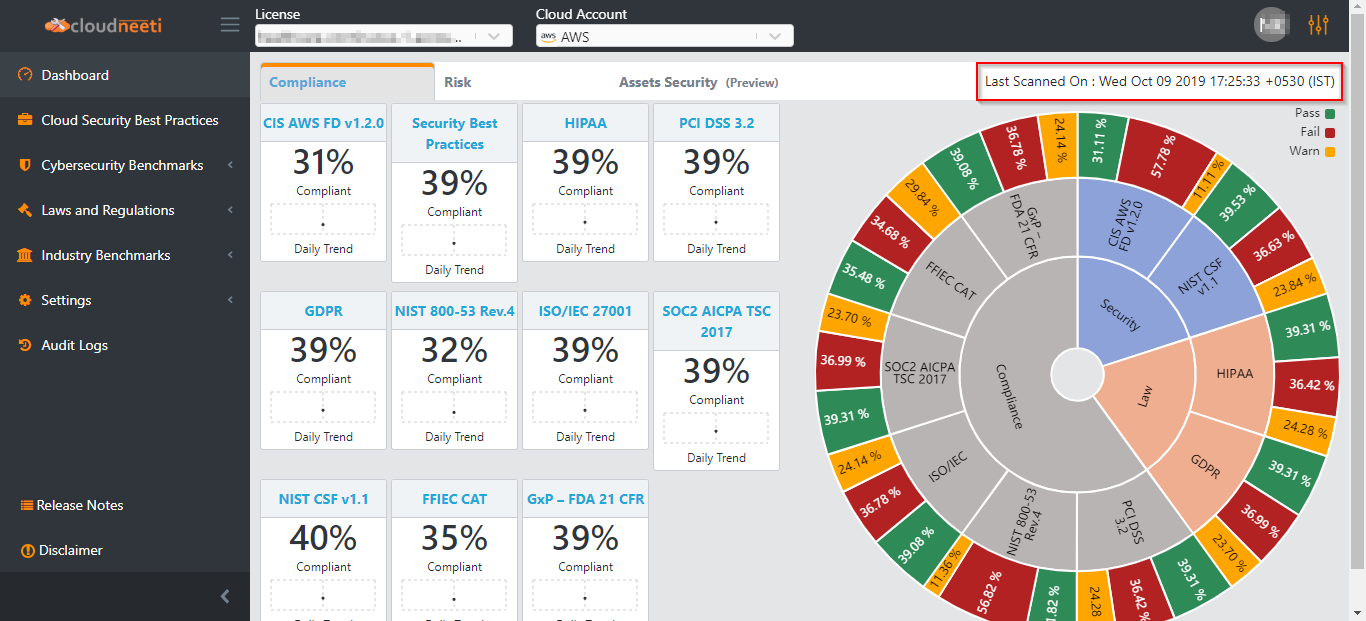 cloudneeti
License
Cloud Account
aws AWS
Dashboard
Cloud Security Best Practices
Cybersecurity Benchmarks
Laws and Regulations
Industry Benchmarks
Settings
Audit Logs
Release Notes
Disclaimer
Compliance
Risk
Assets Security (Preview)
Last Scanned On : Wed Oct 09 2019 17:25:33 +0530 (IST)
CIS AWS FD v1.2.0
31%
Compliant
Daily Trend
Security Best
Practices
39%
Compliant
Daily Trend
HIPAA
39%
Compliant
Daily Trend
PCI DSS 3.2
39%
Compliant
Daily Trend
GDPR
39%
Compliant
Daily Trend
NIST 800-53 Rev.4
32%
Compliant
Daily Trend
ISO/IEC 27001
39%
Compliant
Daily Trend
SOC2 AICPA TSC
2017
39%
Compliant
Daily Trend
NIST CSF v1.1
40%
Compliant
FFIEC CAT
35%
Compliant
GxP – FDA 21 CFR
39%
Compliant
Pass
Fail
Warn
Security
Law
Compliance
CIS AWS
FD v1.2.0
NIST CSF
v1.1
HIPAA
GDPR
PCI DSS
3.2
NIST 800-53
Rev.4
ISO/IEC
SOC2 AICPA
TSC 2017
FFIEC CAT
GxP –
FDA 21 CFR
31.11 %
57.78 %
11.11 %
39.53 %
36.63 %
23.84 %
39.31 %
36.42 %
24.28 %
39.31 %
36.99 %
23.70 %
39.31 %
36.42 %
24.28
1.82 %
56.82 %
11.36 %
39.08 %
36.78 %
24.14 %
39.31 %
36.99 %
23.70 %
35.48 %
34.68 %
29.84 %
39.08 %
36.78 %
24.14 %